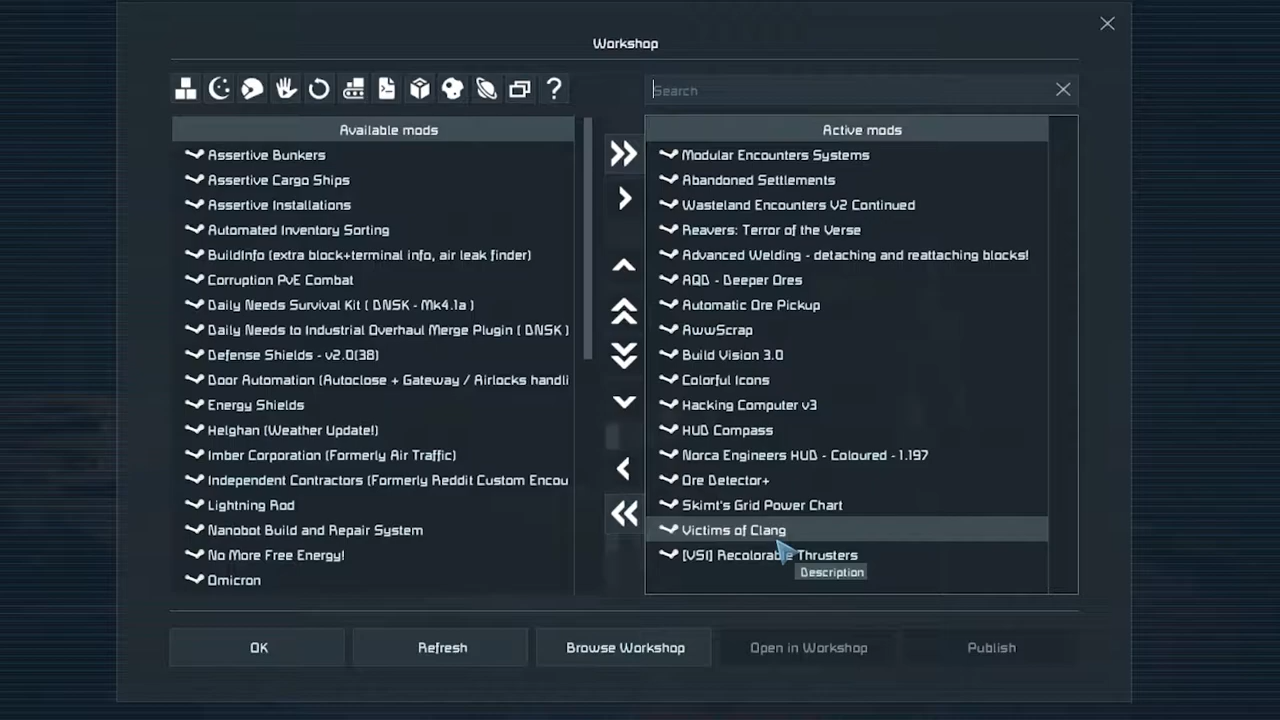 Workshop
?
Search
Available mods
Assertive Bunkers
Assertive Cargo Ships
Assertive Installations
Automated Inventory Sorting
BuildInfo (extra block+terminal info, air leak finder)
Corruption PvE Combat
Daily Needs Survival Kit ( DNSK - Mk4.1a )
Daily Needs to Industrial Overhaul Merge Plugin ( DNSK )
Defense Shields - v2.0(38)
Door Automation (Autoclose + Gateway / Airlocks handli
Energy Shields
Helghan (Weather Update!)
Imber Corporation (Formerly Air Traffic)
Independent Contractors (Formerly Reddit Custom Encou
Lightning Rod
Nanobot Build and Repair System
No More Free Energy!
Omicron
Active mods
Modular Encounters Systems
Abandoned Settlements
Wasteland Encounters V2 Continued
Reavers: Terror of the Verse
Advanced Welding - detaching and reattaching blocks!
AQD - Deeper Ores
Automatic Ore Pickup
AwwScrap
Build Vision 3.0
Colorful Icons
Hacking Computer v3
HUD Compass
Norca Engineers HUD - Coloured - 1.197
Ore Detector+
Skimt's Grid Power Chart
Victims of Clang
[VSI] Recolorable Thrusters
Description
OK
Refresh
Browse Workshop
Open in Workshop
Publish